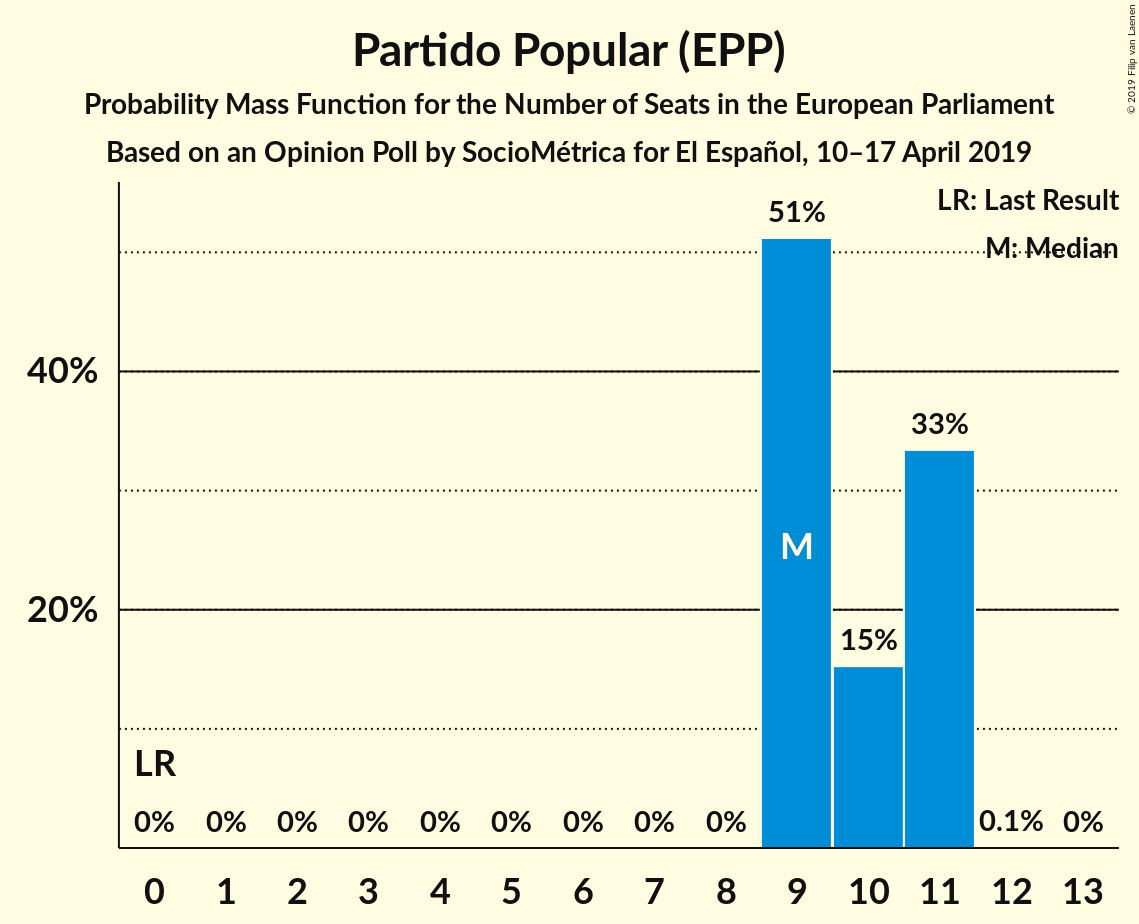 Partido Popular (EPP)
Probability Mass Function for the Number of Seats in the European Parliament
Based on an Opinion Poll by SocioMétrica for El Español, 10–17 April 2019
© 2019 Filip van Laenen
LR: Last Result
M: Median
51%
40%
33%
M
20%
15%
LR
0% 0% 0% 0% 0% 0% 0% 0% 0% 0.1% 0%
0 1 2 3 4 5 6 7 8 9 10 11 12 13